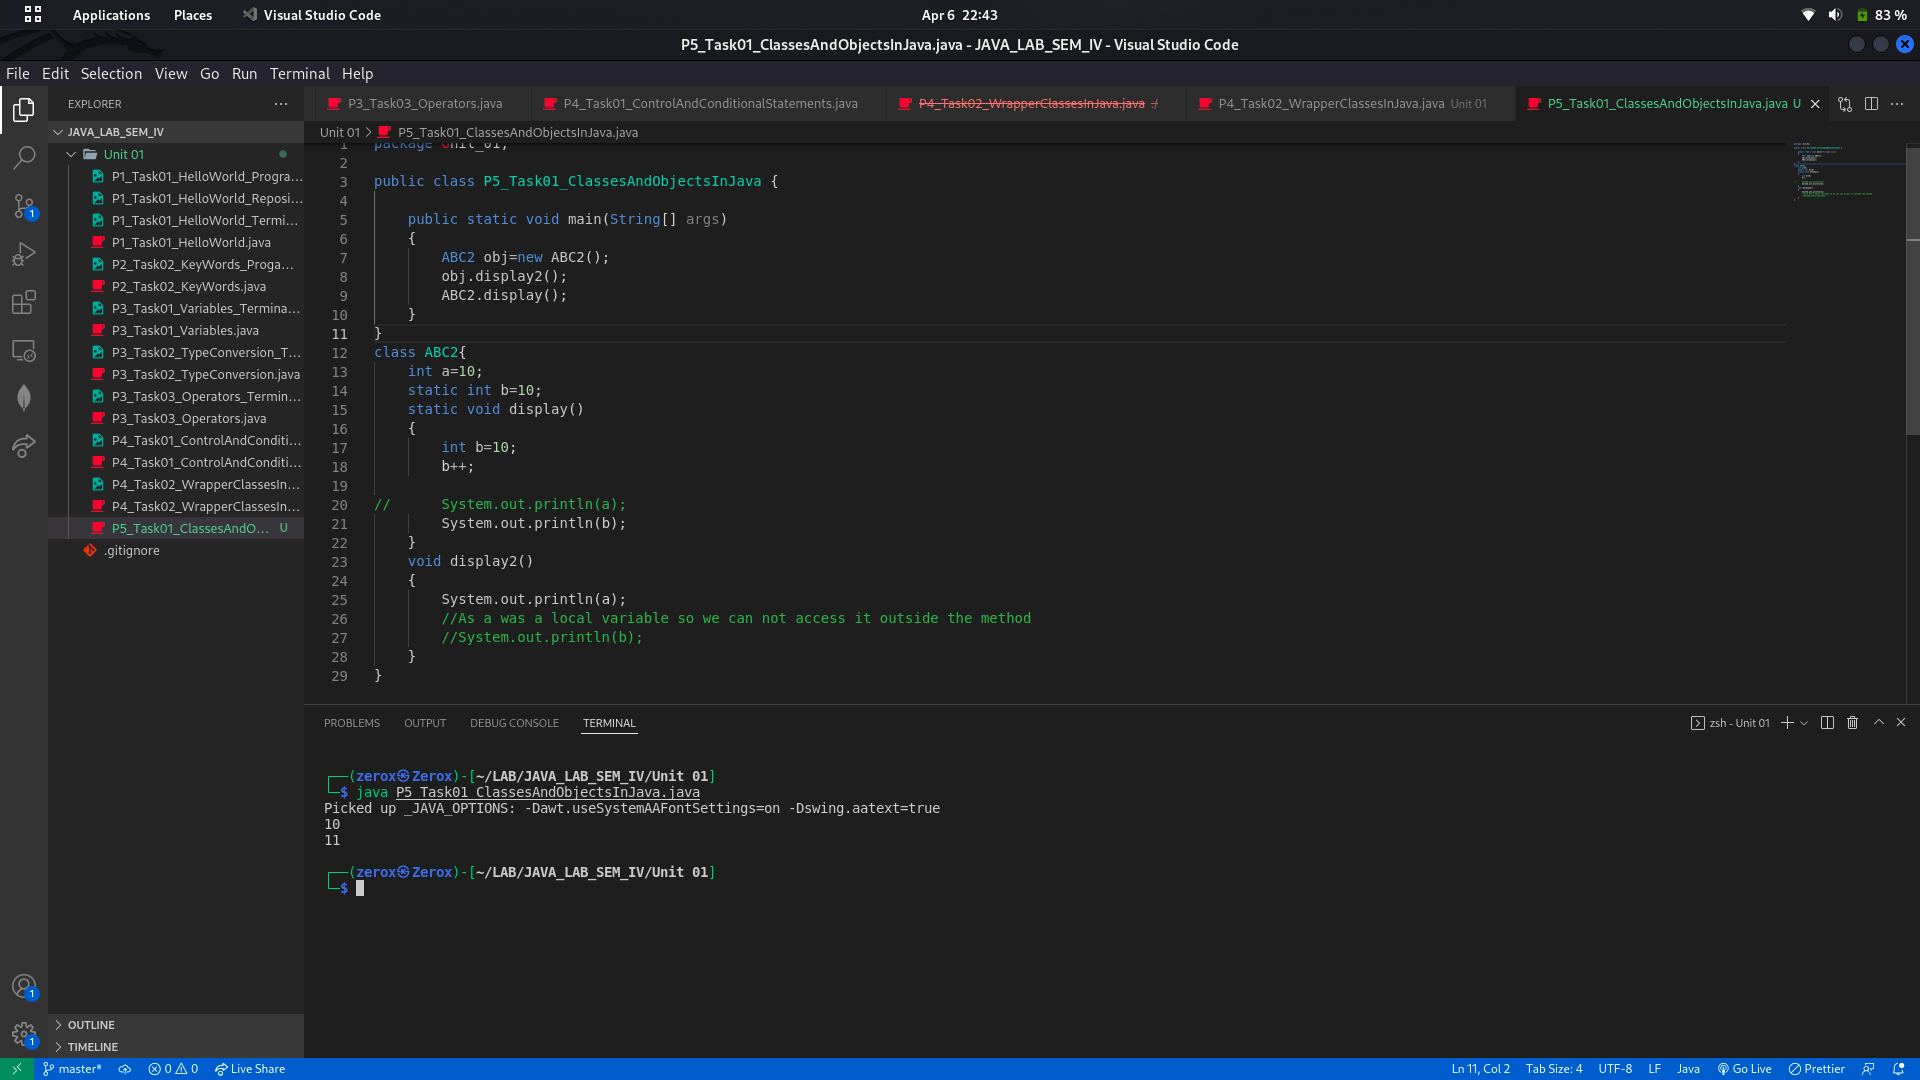 Applications Places Visual Studio Code Apr 6 22:43 83 %
P5_Task01_ClassesAndObjectsInJava.java - JAVA_LAB_SEM_IV - Visual Studio Code
File Edit Selection View Go Run Terminal Help
EXPLORER
JAVA_LAB_SEM_IV
Unit 01
P1_Task01_HelloWorld_Progra...
P1_Task01_HelloWorld_Reposi...
P1_Task01_HelloWorld_Termi...
P1_Task01_HelloWorld.java
P2_Task02_KeyWords_Proga...
P2_Task02_KeyWords.java
P3_Task01_Variables_Termina...
P3_Task01_Variables.java
P3_Task02_TypeConversion_T...
P3_Task02_TypeConversion.java
P3_Task03_Operators_Termin...
P3_Task03_Operators.java
P4_Task01_ControlAndConditi...
P4_Task01_ControlAndConditi...
P4_Task02_WrapperClassesIn...
P4_Task02_WrapperClassesIn...
P5_Task01_ClassesAndO... U
.gitignore
OUTLINE
TIMELINE
1
1
1
P3_Task03_Operators.java P4_Task01_ControlAndConditionalStatements.java P4_Task02_WrapperClassesInJava.java ./ P4_Task02_WrapperClassesInJava.java Unit 01 P5_Task01_ClassesAndObjectsInJava.java U
Unit 01 > P5_Task01_ClassesAndObjectsInJava.java
1 package Unit_01;
2
3 public class P5_Task01_ClassesAndObjectsInJava {
4
5 public static void main(String[] args)
6 {
7 ABC2 obj=new ABC2();
8 obj.display2();
9 ABC2.display();
10 }
11 }
12 class ABC2{
13 int a=10;
14 static int b=10;
15 static void display()
16 {
17 int b=10;
18 b++;
19
20 // System.out.println(a);
21 System.out.println(b);
22 }
23 void display2()
24 {
25 System.out.println(a);
26 //As a was a local variable so we can not access it outside the method
27 //System.out.println(b);
28 }
29 }
PROBLEMS OUTPUT DEBUG CONSOLE TERMINAL zsh - Unit 01
┌──(zerox㉿Zerox)-[~/LAB/JAVA_LAB_SEM_IV/Unit 01]
└─$ java P5_Task01_ClassesAndObjectsInJava.java
Picked up _JAVA_OPTIONS: -Dawt.useSystemAAFontSettings=on -Dswing.aatext=true
10
11
┌──(zerox㉿Zerox)-[~/LAB/JAVA_LAB_SEM_IV/Unit 01]
└─$
master* 0 0 Live Share Ln 11, Col 2 Tab Size: 4 UTF-8 LF Java Go Live Prettier